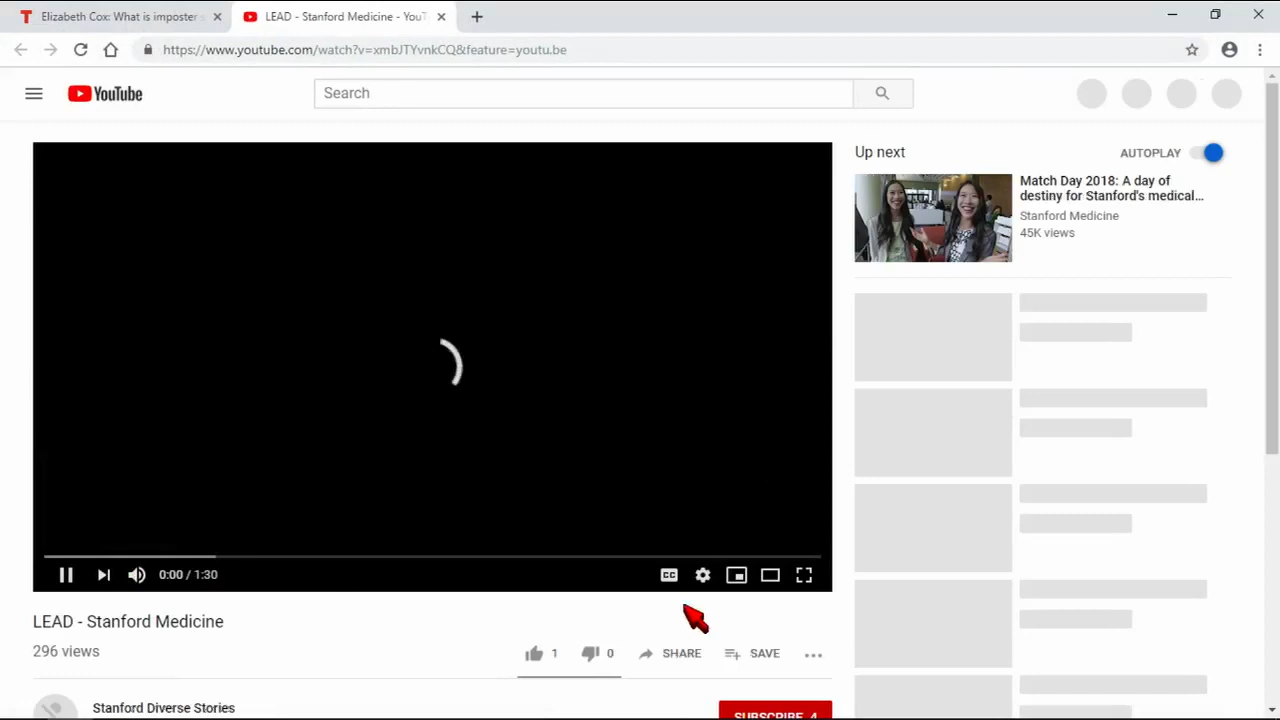 Elizabeth Cox: What is imposter
LEAD - Stanford Medicine - YouT
https://www.youtube.com/watch?v=xmbJTYvnkCQ&feature=youtu.be
YouTube
Search
Up next
AUTOPLAY
Match Day 2018: A day of
destiny for Stanford's medical...
Stanford Medicine
45K views
0:00 / 1:30
CC
LEAD - Stanford Medicine
296 views
1
0
SHARE
SAVE
Stanford Diverse Stories
SUBSCRIBE 4